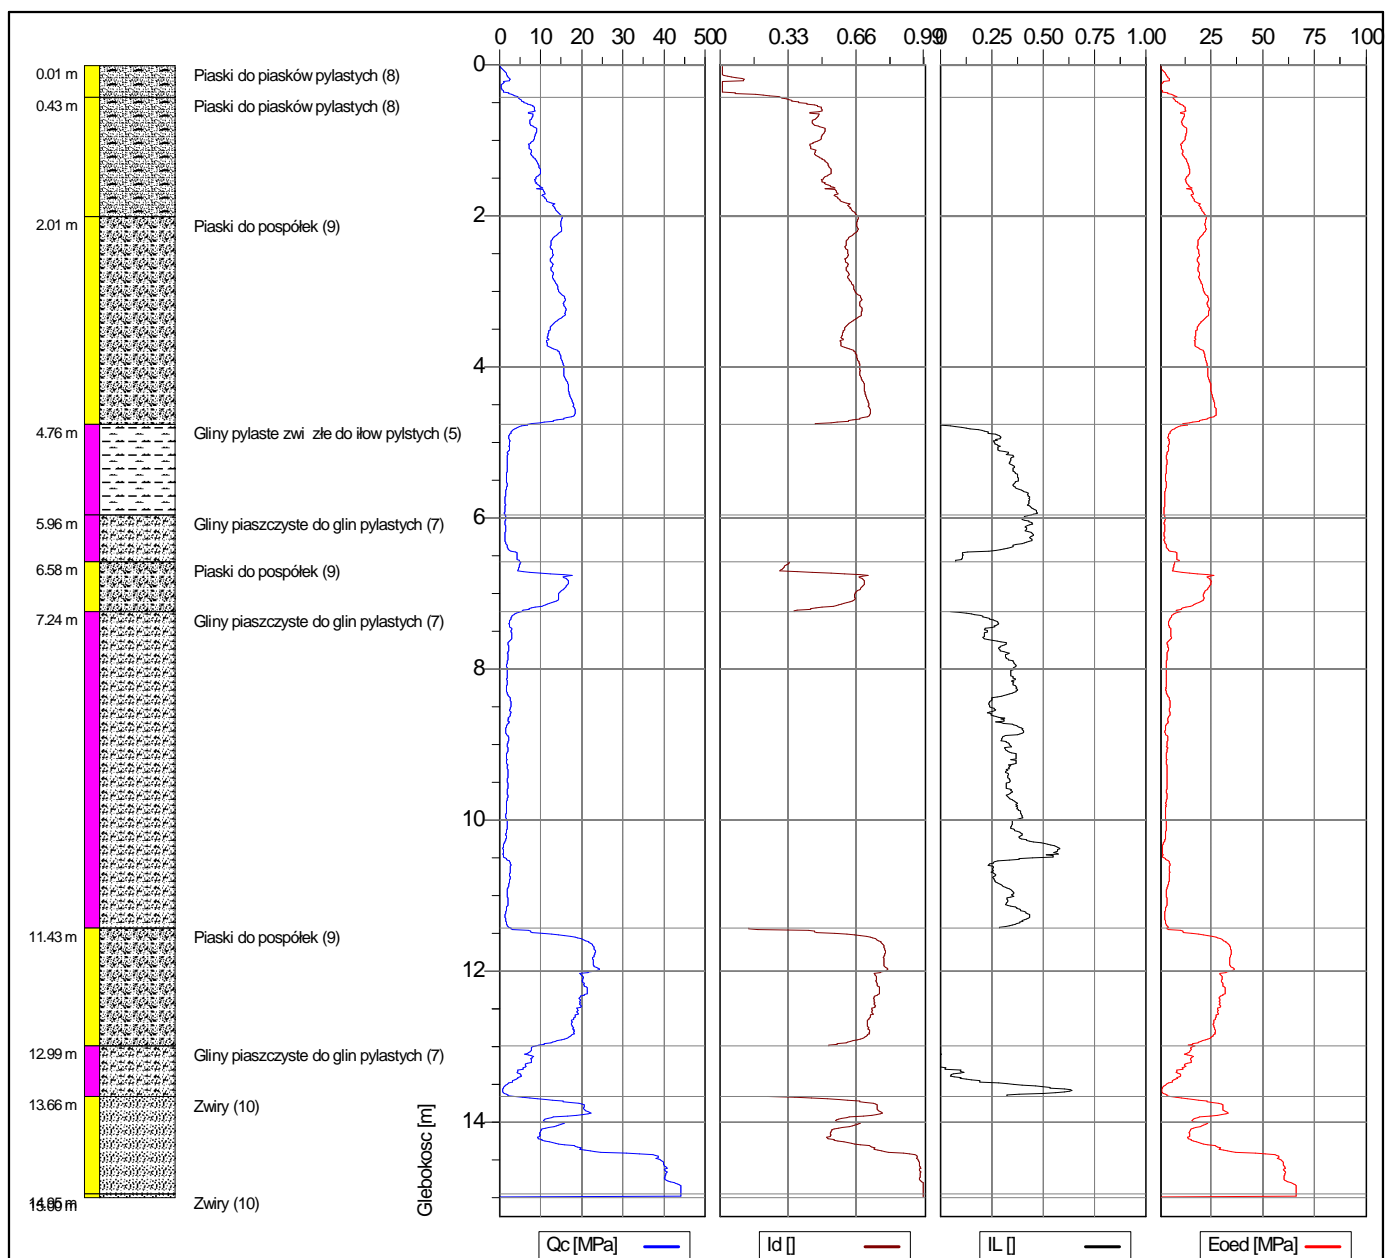 0 10 20 30 40 50 0 0.33 0.66 0.99 0 0.25 0.50 0.75 1.00 0 25 50 75 100
0
0.01 m Piaski do piasków pylastych (8)
0.43 m Piaski do piasków pylastych (8)
2
2.01 m Piaski do pospółek (9)
4
4.76 m Gliny pylaste zwi złe do iłow pylstych (5)
6
5.96 m Gliny piaszczyste do glin pylastych (7)
6.58 m Piaski do pospółek (9)
7.24 m Gliny piaszczyste do glin pylastych (7)
8
10
11.43 m Piaski do pospółek (9)
12
12.99 m Gliny piaszczyste do glin pylastych (7)
13.66 m Zwiry (10)
14
14.95 m
15.00 m Zwiry (10)
Glebokosc [m]
Qc [MPa] Id [] IL [] Eoed [MPa]